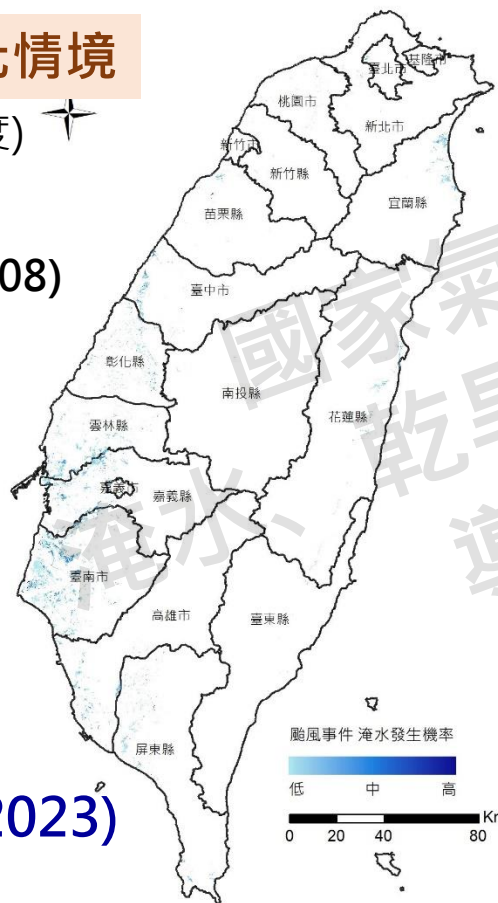 化情境
度)
08)
2023)
基隆市
臺北市
桃園市
新北市
新竹市
新竹縣
宜蘭縣
苗栗縣
臺中市
彰化縣
南投縣
花蓮縣
雲林縣
嘉義市
嘉義縣
臺南市
高雄市
臺東縣
屏東縣
國家氣
淹水、乾旱
導
颱風事件 淹水發生機率
低 中 高
Km
0 20 40 80